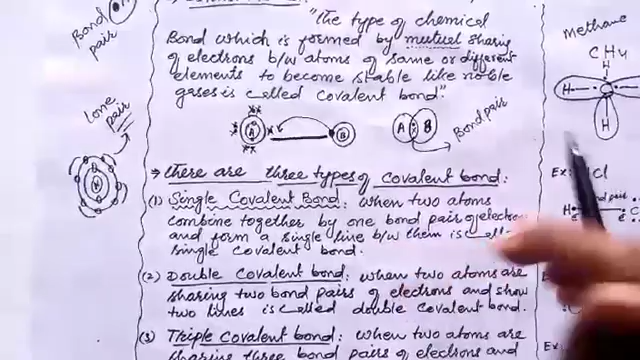 Bond
pair
"The type of chemical
Bond which is formed by mutual sharing
of electrons b/w atoms of same or different
elements to become stable like noble
gases is called covalent bond."
Lone
pair
A
B
A
B
Bond pair
⇒ There are three types of covalent bond:
(1) Single Covalent Bond: when two atoms
combine together by one bond pair of
and form a single line b/w them is
single covalent bond.
(2) Double Covalent bond: when two atoms are
sharing two bond pairs of electrons and show
two lines is called double covalent bond.
(3) Triple covalent bond: when two atoms are
sharing three bond pairs of electrons and
Methane
CH4
H
H
H
Ex:
Cl
H